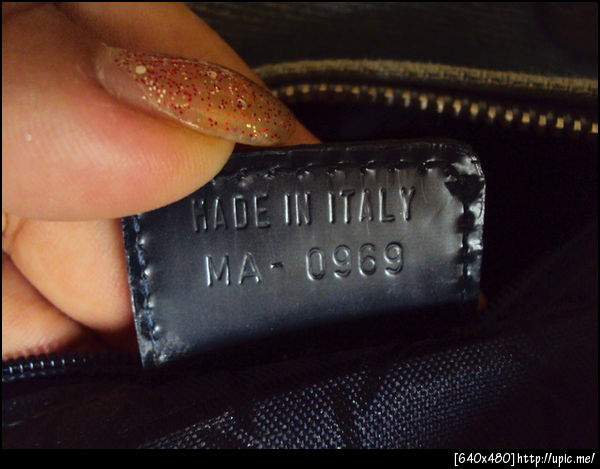 MADE IN ITALY
MA- 0969
[640x480]http://upic.me/